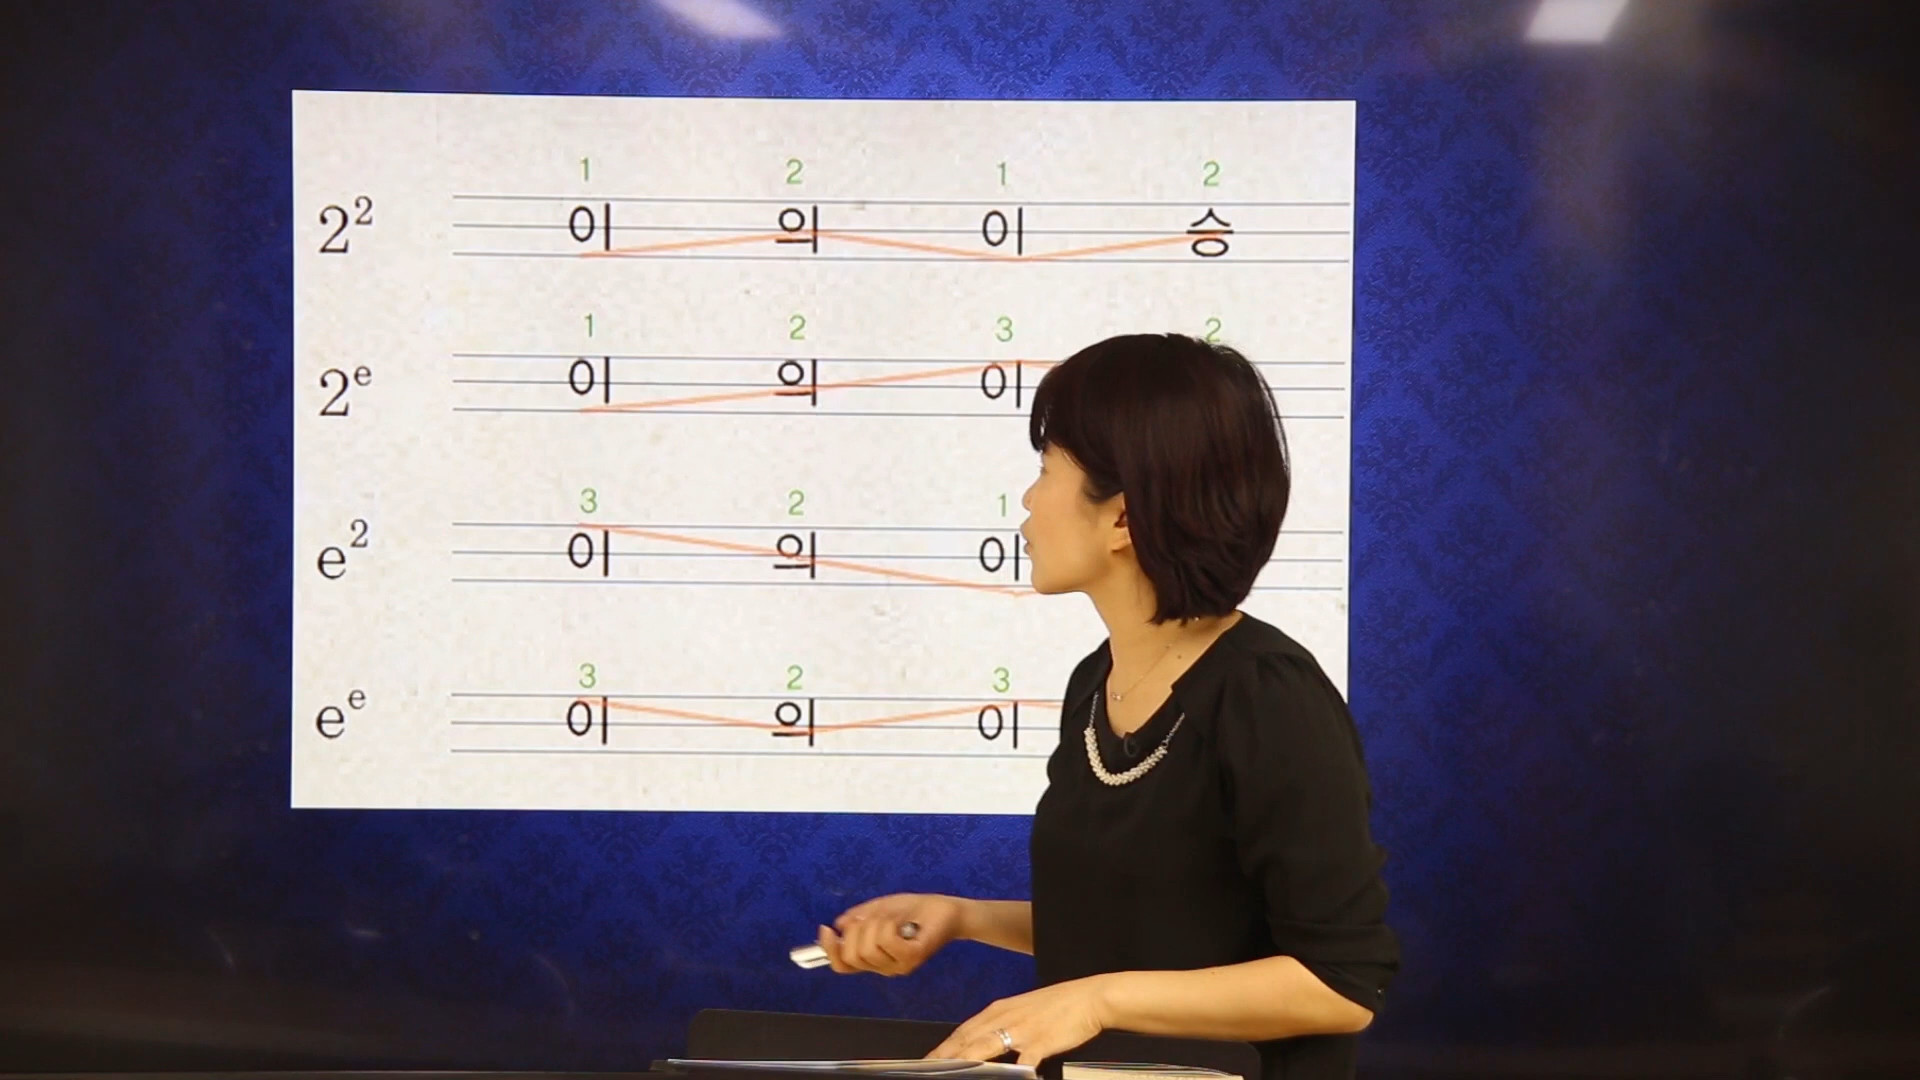 1 2 1 2
2² 이 의 이 승
1 2 3 2
2ᵉ 이 의 이
3 2 1
e² 이 의 이
3 2 3
eᵉ 이 의 이